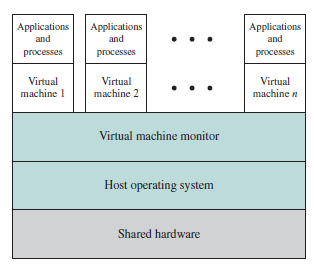 Applications
and
processes
Applications
and
processes
• • •
Applications
and
processes
Virtual
machine 1
Virtual
machine 2
• • •
Virtual
machine n
Virtual machine monitor
Host operating system
Shared hardware